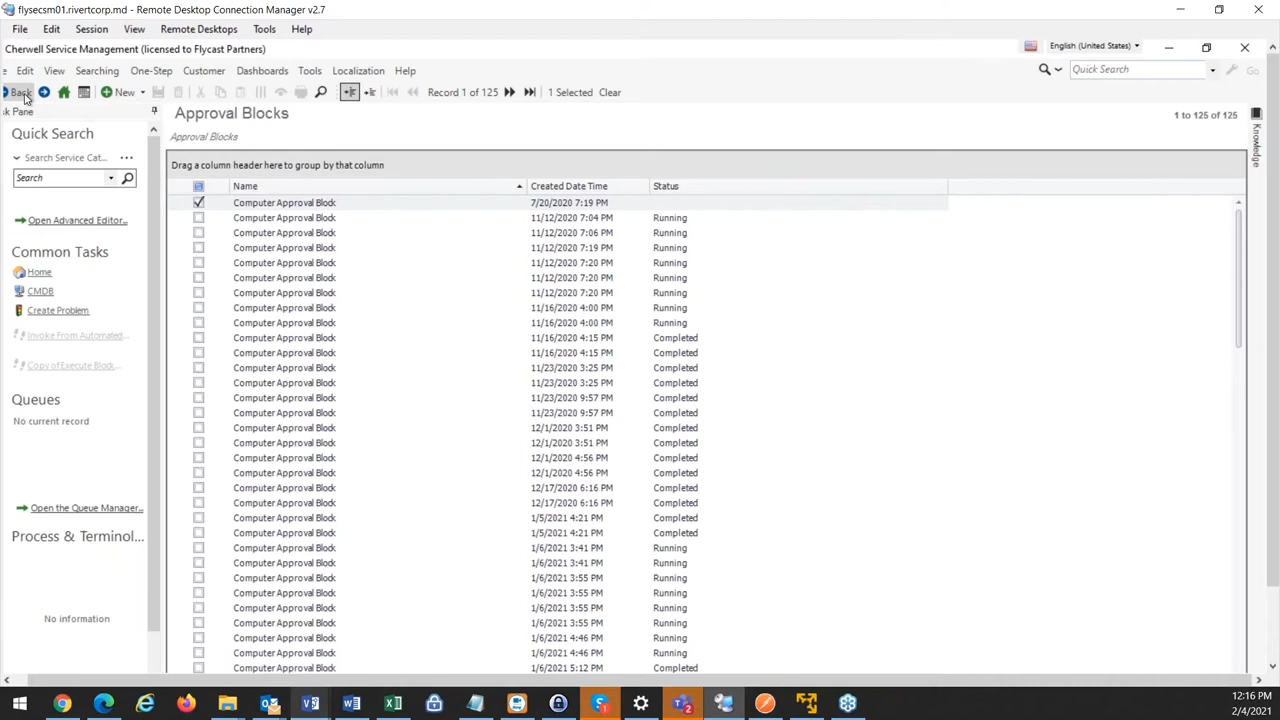 flysecsm01.rivertcorp.md - Remote Desktop Connection Manager v2.7
File Edit Session View Remote Desktops Tools Help
Cherwell Service Management (licensed to Flycast Partners) English (United States)
Edit View Searching One-Step Customer Dashboards Tools Localization Help Quick Search Go
Back New Record 1 of 125 1 Selected Clear
sk Pane
Approval Blocks 1 to 125 of 125
Approval Blocks
Knowledge
Quick Search
Search Service Cat... ...
Search
Open Advanced Editor...
Common Tasks
Home
CMDB
Create Problem
Invoke From Automated...
Copy of Execute Block...
Queues
No current record
Open the Queue Manager...
Process & Terminol...
No information
Drag a column header here to group by that column
Name Created Date Time Status
Computer Approval Block 7/20/2020 7:19 PM
Computer Approval Block 11/12/2020 7:04 PM Running
Computer Approval Block 11/12/2020 7:06 PM Running
Computer Approval Block 11/12/2020 7:19 PM Running
Computer Approval Block 11/12/2020 7:20 PM Running
Computer Approval Block 11/12/2020 7:20 PM Running
Computer Approval Block 11/12/2020 7:20 PM Running
Computer Approval Block 11/16/2020 4:00 PM Running
Computer Approval Block 11/16/2020 4:00 PM Running
Computer Approval Block 11/16/2020 4:15 PM Completed
Computer Approval Block 11/16/2020 4:15 PM Completed
Computer Approval Block 11/23/2020 3:25 PM Completed
Computer Approval Block 11/23/2020 3:25 PM Completed
Computer Approval Block 11/23/2020 9:57 PM Completed
Computer Approval Block 11/23/2020 9:57 PM Completed
Computer Approval Block 12/1/2020 3:51 PM Completed
Computer Approval Block 12/1/2020 3:51 PM Completed
Computer Approval Block 12/1/2020 4:56 PM Completed
Computer Approval Block 12/1/2020 4:56 PM Completed
Computer Approval Block 12/17/2020 6:16 PM Completed
Computer Approval Block 12/17/2020 6:16 PM Completed
Computer Approval Block 1/5/2021 4:21 PM Completed
Computer Approval Block 1/5/2021 4:21 PM Completed
Computer Approval Block 1/6/2021 3:41 PM Running
Computer Approval Block 1/6/2021 3:41 PM Running
Computer Approval Block 1/6/2021 3:55 PM Running
Computer Approval Block 1/6/2021 3:55 PM Running
Computer Approval Block 1/6/2021 3:55 PM Running
Computer Approval Block 1/6/2021 3:55 PM Running
Computer Approval Block 1/6/2021 4:46 PM Running
Computer Approval Block 1/6/2021 4:46 PM Running
Computer Approval Block 1/6/2021 5:12 PM Completed
12:16 PM
2/4/2021